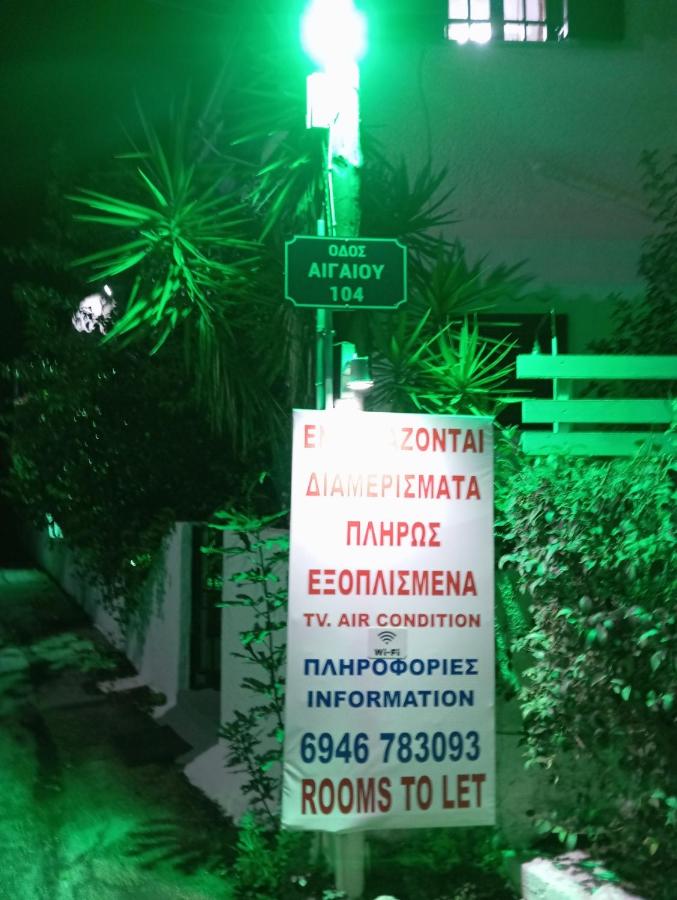 ΟΔΟΣ
ΑΙΓΑΙΟΥ
104
ΔΙΑΜΕΡΙΣΜΑΤΑ
ΠΛΗΡΩΣ
ΕΞΟΠΛΙΣΜΕΝΑ
TV. AIR CONDITION
Wi-Fi
ΠΛΗΡΟΦΟΡΙΕΣ
INFORMATION
6946 783093
ROOMS TO LET